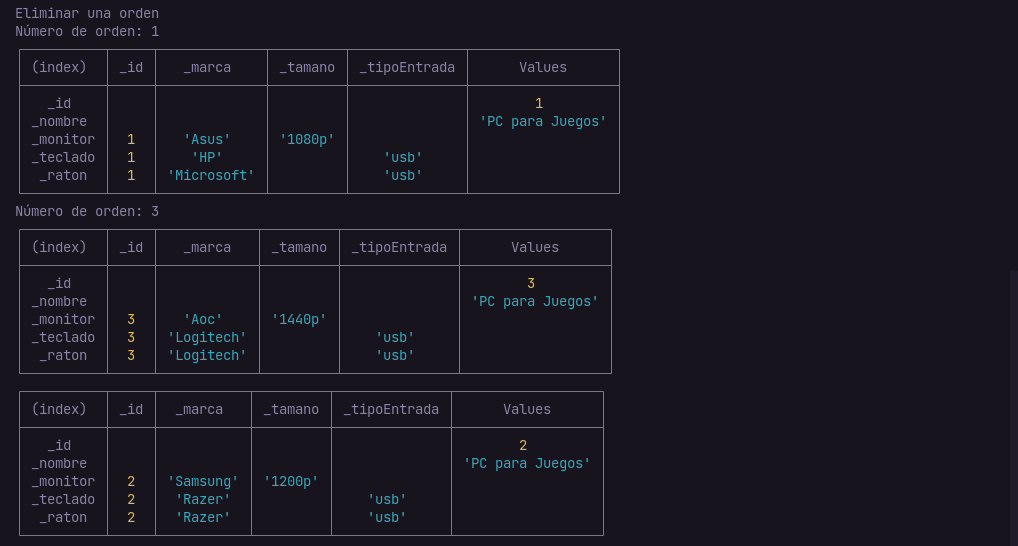 Eliminar una orden
Número de orden: 1
(index) _id _marca _tamano _tipoEntrada Values
_id 1
_nombre 'PC para Juegos'
_monitor 1 'Asus' '1080p'
_teclado 1 'HP' 'usb'
_raton 1 'Microsoft' 'usb'
Número de orden: 3
(index) _id _marca _tamano _tipoEntrada Values
_id 3
_nombre 'PC para Juegos'
_monitor 3 'Aoc' '1440p'
_teclado 3 'Logitech' 'usb'
_raton 3 'Logitech' 'usb'
(index) _id _marca _tamano _tipoEntrada Values
_id 2
_nombre 'PC para Juegos'
_monitor 2 'Samsung' '1200p'
_teclado 2 'Razer' 'usb'
_raton 2 'Razer' 'usb'